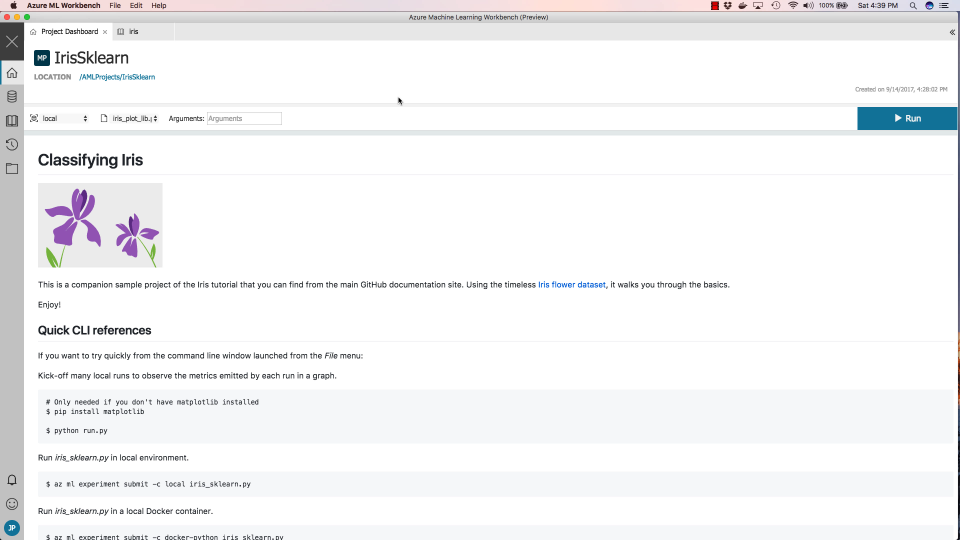 Azure ML Workbench File Edit Help 100% Sat 4:39 PM
Azure Machine Learning Workbench (Preview)
Project Dashboard × iris
MP IrisSklearn
LOCATION /AMLProjects/IrisSklearn
Created on 9/14/2017, 4:28:02 PM
local iris_plot_lib.p Arguments: Arguments Run
Classifying Iris
This is a companion sample project of the Iris tutorial that you can find from the main GitHub documentation site. Using the timeless Iris flower dataset, it walks you through the basics.
Enjoy!
Quick CLI references
If you want to try quickly from the command line window launched from the File menu:
Kick-off many local runs to observe the metrics emitted by each run in a graph.
# Only needed if you don't have matplotlib installed
$ pip install matplotlib
$ python run.py
Run iris_sklearn.py in local environment.
$ az ml experiment submit -c local iris_sklearn.py
Run iris_sklearn.py in a local Docker container.
JP
$ az ml experiment submit -c docker-python iris_sklearn.py